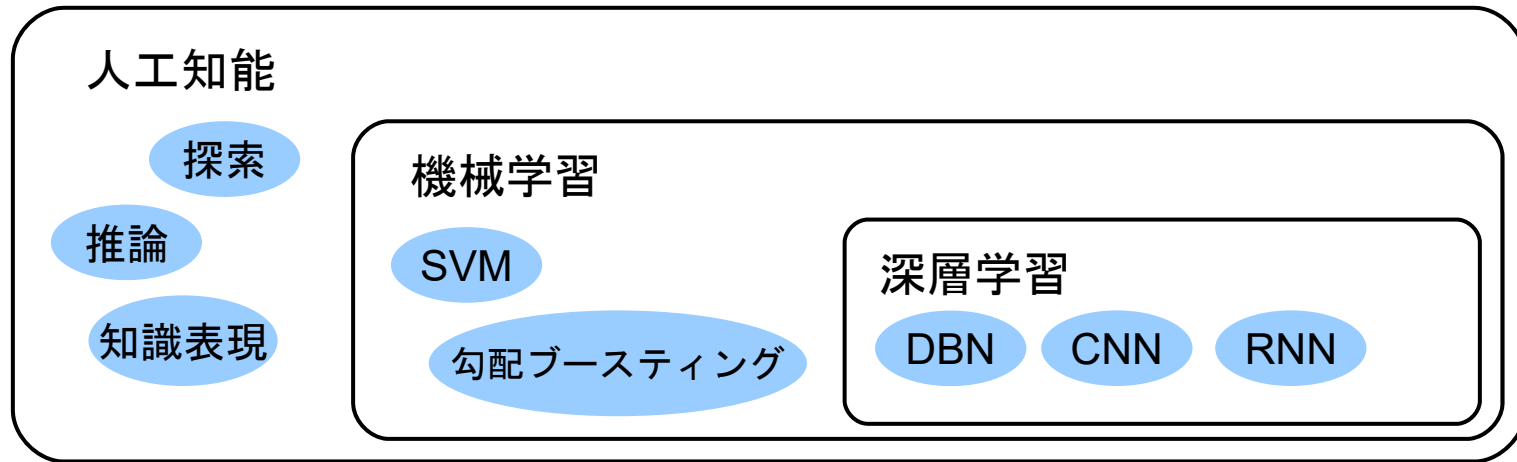 人工知能
探索
推論
知識表現
機械学習
SVM
勾配ブースティング
深層学習
DBN
CNN
RNN